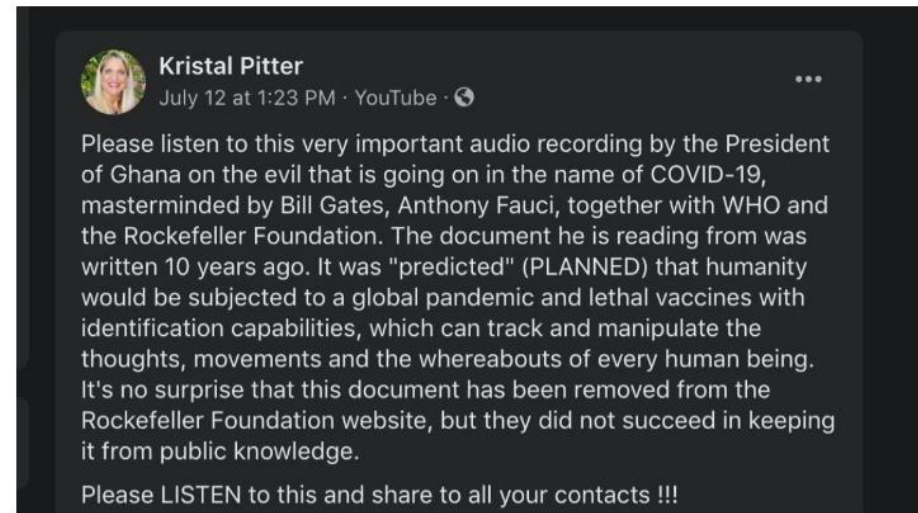 Kristal Pitter
July 12 at 1:23 PM · YouTube ·
Please listen to this very important audio recording by the President
of Ghana on the evil that is going on in the name of COVID-19,
masterminded by Bill Gates, Anthony Fauci, together with WHO and
the Rockefeller Foundation. The document he is reading from was
written 10 years ago. It was "predicted" (PLANNED) that humanity
would be subjected to a global pandemic and lethal vaccines with
identification capabilities, which can track and manipulate the
thoughts, movements and the whereabouts of every human being.
It's no surprise that this document has been removed from the
Rockefeller Foundation website, but they did not succeed in keeping
it from public knowledge.
Please LISTEN to this and share to all your contacts !!!